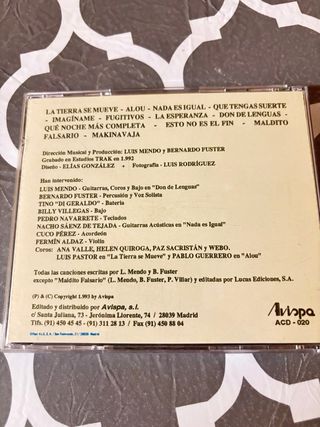 LA TIERRA SE MUEVE - ALOU - NADA ES IGUAL - QUE TENGAS SUERTE
- IMAGÍNAME - FUGITIVOS - LA ESPERANZA - DON DE LENGUAS -
QUÉ NOCHE MÁS COMPLETA - ESTO NO ES EL FIN - MALDITO
FALSARIO - MAKINAVAJA
Dirección Musical y Producción: LUIS MENDO y BERNARDO FUSTER
Grabado en Estudios TRAK en 1.992
Diseño - ELÍAS GONZÁLEZ + Fotografía - LUIS RODRÍGUEZ
Han intervenido:
LUIS MENDO - Guitarras, Coros y Bajo en "Don de Lenguas"
BERNARDO FUSTER - Percusión y Voz Solista
TINO "DI GERALDO" - Batería
BILLY VILLEGAS - Bajo
PEDRO NAVARRETE - Teclados
NACHO SÁENZ DE TEJADA - Guitarras Acústicas en "Nada es Igual"
CUCO PÉREZ - Acordeón
FERMÍN ALDAZ - Violín
Coros: ANA VALLE, HELEN QUIROGA, PAZ SACRISTÁN y WEBO.
LUIS PASTOR en "La Tierra se Mueve" y PABLO GUERRERO en "Alou"
Todas las canciones escritas por L. Mendo y B. Fuster
excepto "Maldito Falsario" (L. Mendo, B. Fuster, P. Villar) y editadas por Lucas Ediciones, S.A.
(P) & (C) Copyright 1.993 by Avispa
Editado y distribuido por Avispa, s.l.
c/ Santa Juliana, 73 - Jerónima Llorente, 74 / 28039 Madrid
Tlfs. (91) 450 45 45 - (91) 311 28 13 / Fax (91) 450 88 04
Avispa
ACD - 020